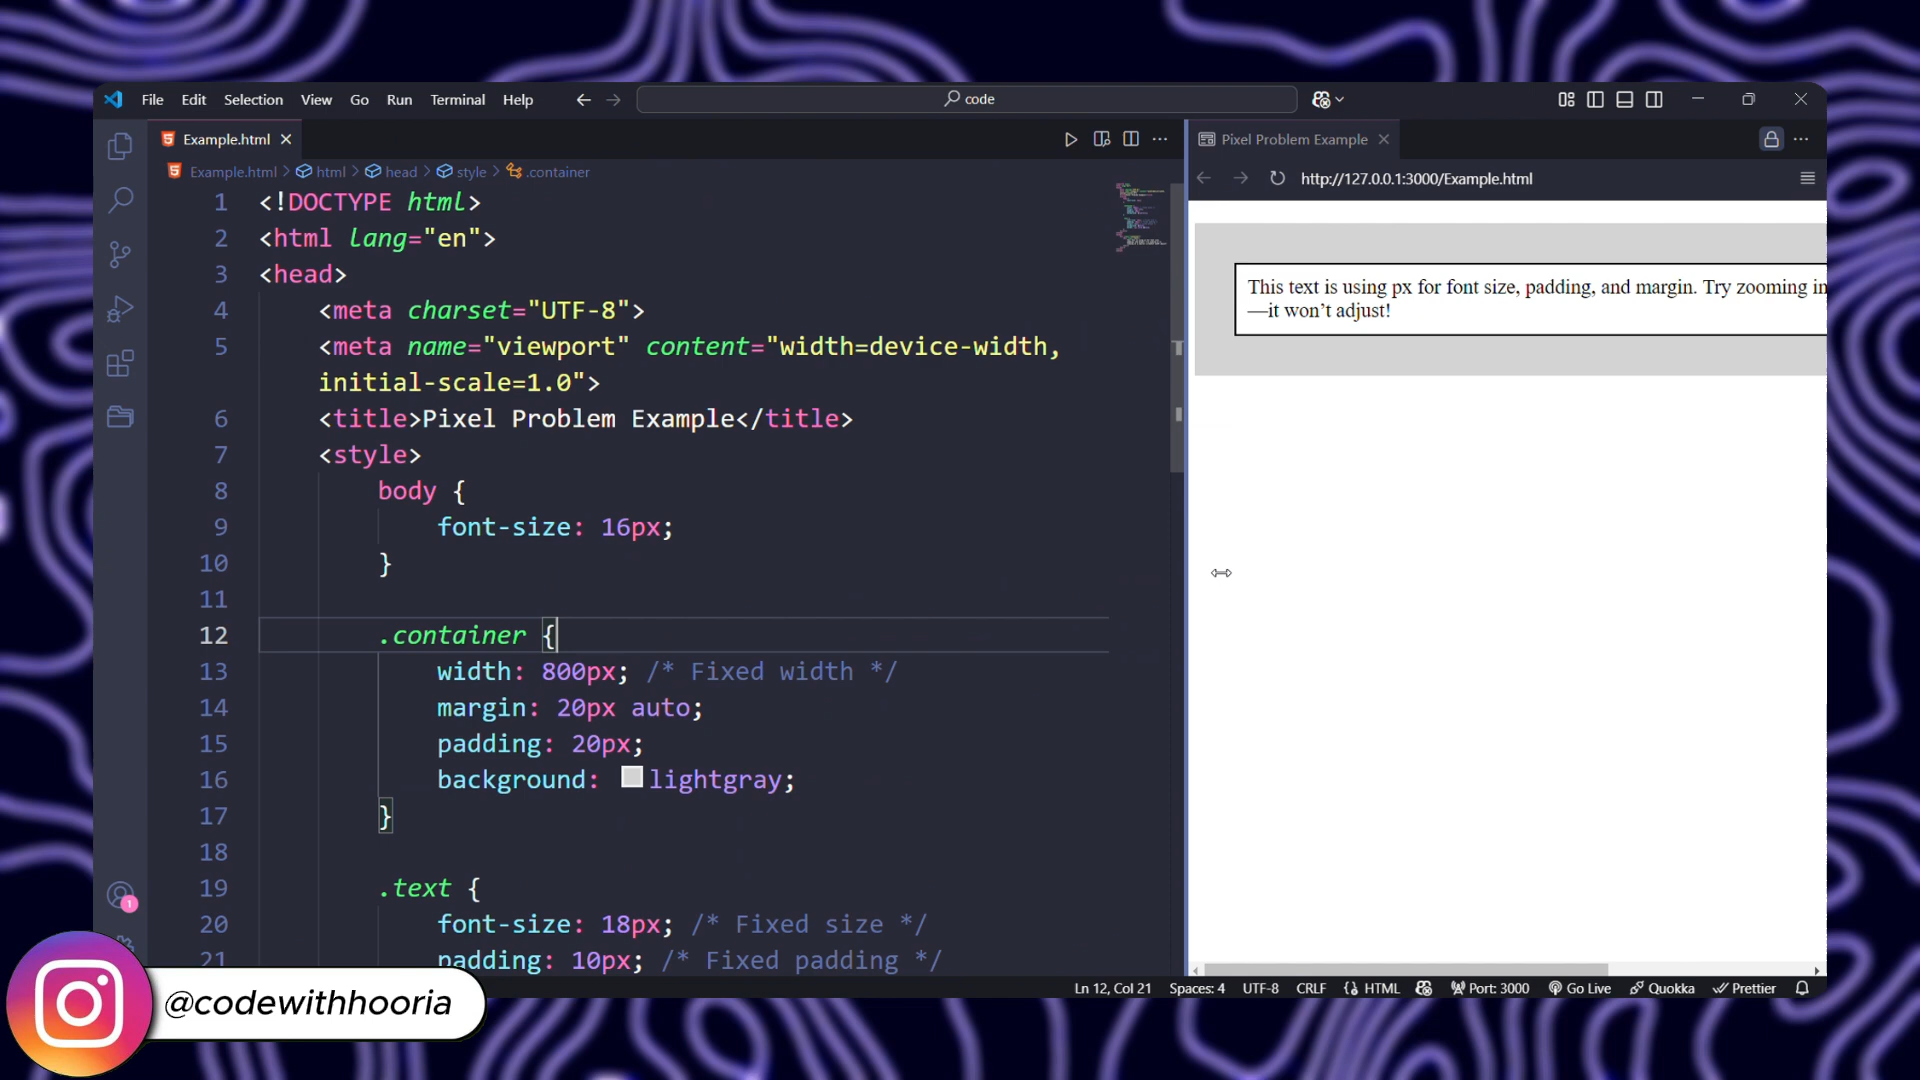 File Edit Selection View Go Run Terminal Help code
Example.html
Pixel Problem Example
Example.html > html > head > style > .container
http://127.0.0.1:3000/Example.html
1 <!DOCTYPE html>
2 <html lang="en">
3 <head>
4 <meta charset="UTF-8">
5 <meta name="viewport" content="width=device-width,
initial-scale=1.0">
6 <title>Pixel Problem Example</title>
7 <style>
8 body {
9 font-size: 16px;
10 }
11
12 .container {
13 width: 800px; /* Fixed width */
14 margin: 20px auto;
15 padding: 20px;
16 background: lightgray;
17 }
18
19 .text {
20 font-size: 18px; /* Fixed size */
21 padding: 10px; /* Fixed padding */
This text is using px for font size, padding, and margin. Try zooming in
—it won’t adjust!
1
Ln 12, Col 21 Spaces: 4 UTF-8 CRLF HTML Port: 3000 Go Live Quokka Prettier
@codewithhooria